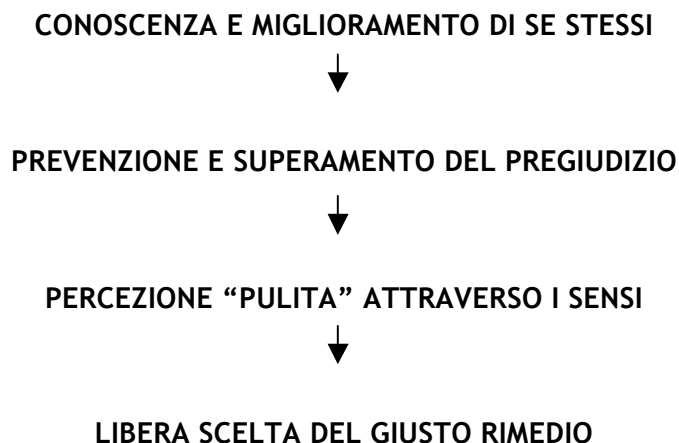 CONOSCENZA E MIGLIORAMENTO DI SE STESSI
PREVENZIONE E SUPERAMENTO DEL PREGIUDIZIO
PERCEZIONE “PULITA” ATTRAVERSO I SENSI
LIBERA SCELTA DEL GIUSTO RIMEDIO